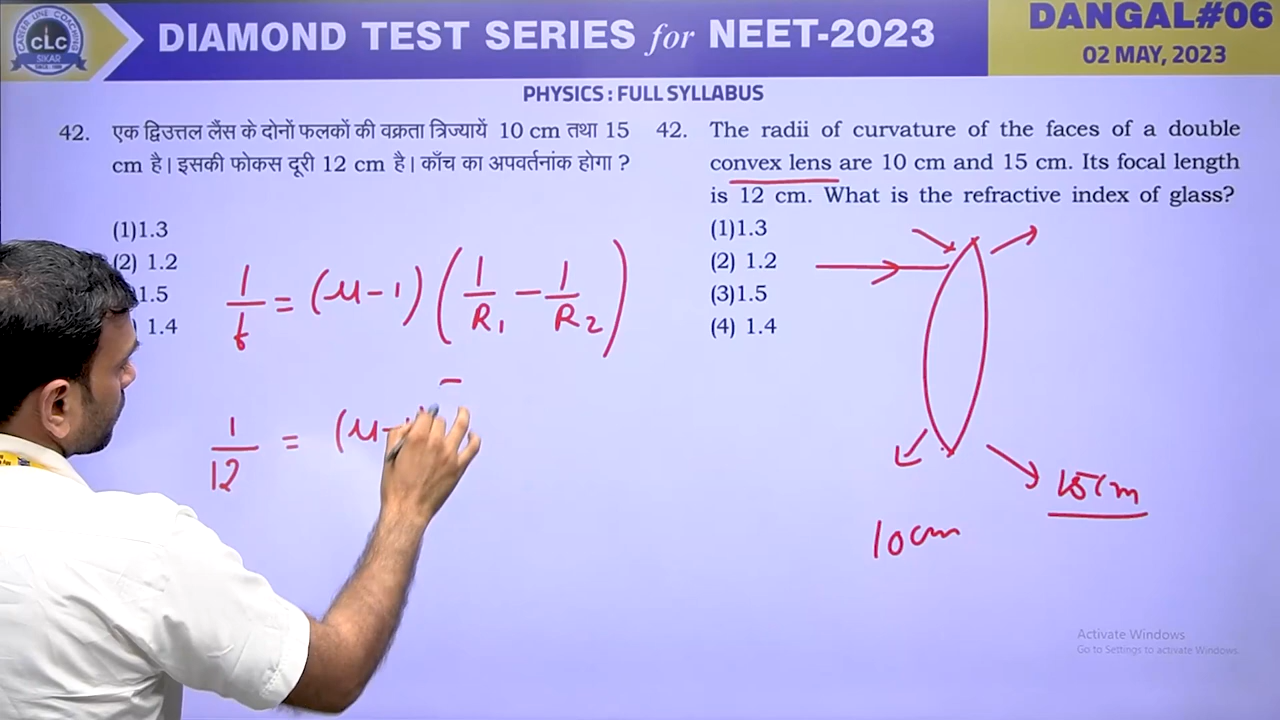 CAREER LINE COACHING
CLC
SIKAR
DIAMOND TEST SERIES for NEET-2023
DANGAL#06
02 MAY, 2023
PHYSICS : FULL SYLLABUS
42. एक द्विउत्तल लैंस के दोनों फलकों की वक्रता त्रिज्यायें 10 cm तथा 15
cm है। इसकी फोकस दूरी 12 cm है। काँच का अपवर्तनांक होगा ?
(1)1.3
(2) 1.2
1.5
1.4
42. The radii of curvature of the faces of a double
convex lens are 10 cm and 15 cm. Its focal length
is 12 cm. What is the refractive index of glass?
(1)1.3
(2) 1.2
(3)1.5
(4) 1.4
1/f = (μ-1) (1/R₁ - 1/R₂)
1/12 = (μ-
15cm
10cm
Activate Windows
Go to Settings to activate Windows.